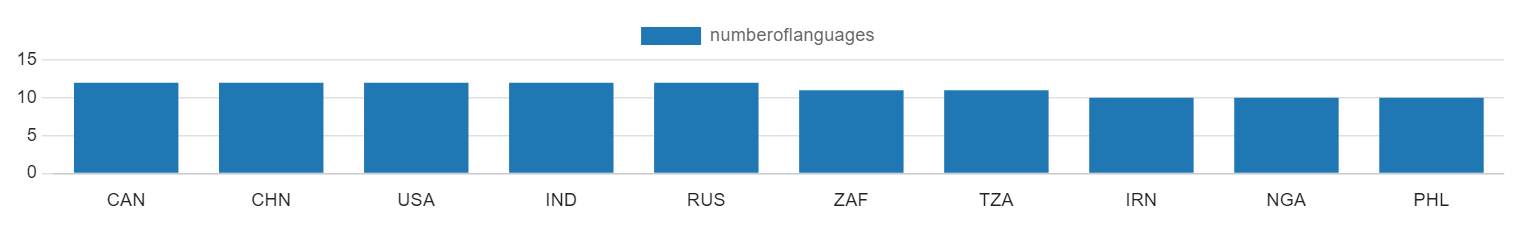 numberoflanguages
15
10
5
0
CAN CHN USA IND RUS ZAF TZA IRN NGA PHL